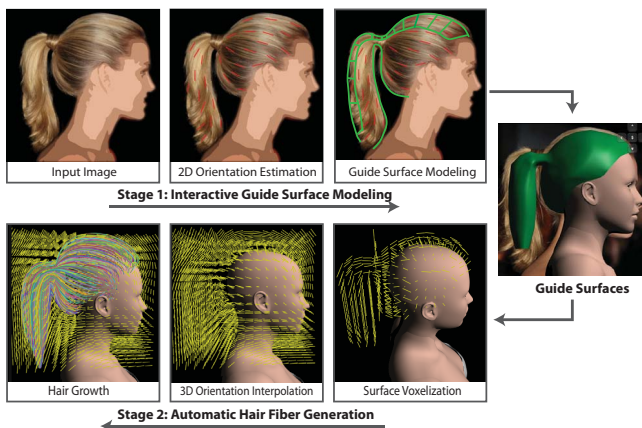 Input Image
2D Orientation Estimation
Guide Surface Modeling
Stage 1: Interactive Guide Surface Modeling
Guide Surfaces
Hair Growth
3D Orientation Interpolation
Surface Voxelization
Stage 2: Automatic Hair Fiber Generation